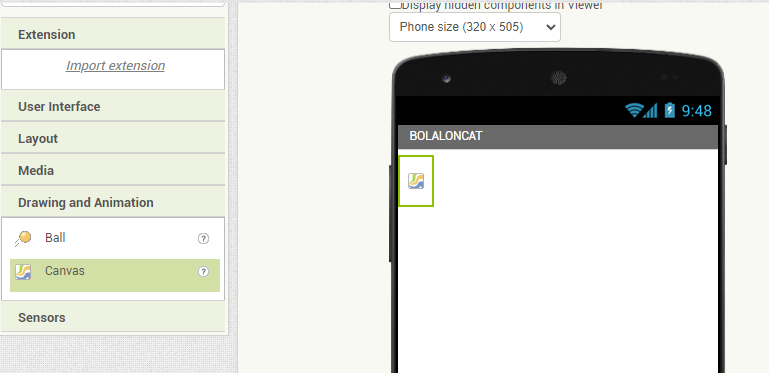 Display hidden components in Viewer
Phone size (320 x 505)
Extension
Import extension
User Interface
Layout
Media
Drawing and Animation
Ball
?
Canvas
?
Sensors
9:48
BOLALONCAT